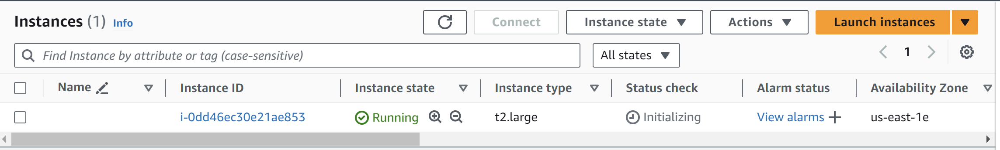 Instances (1) Info Connect Instance state Actions Launch instances
Find Instance by attribute or tag (case-sensitive) All states 1
Name Instance ID Instance state Instance type Status check Alarm status Availability Zone
i-0dd46ec30e21ae853 Running t2.large Initializing View alarms us-east-1e